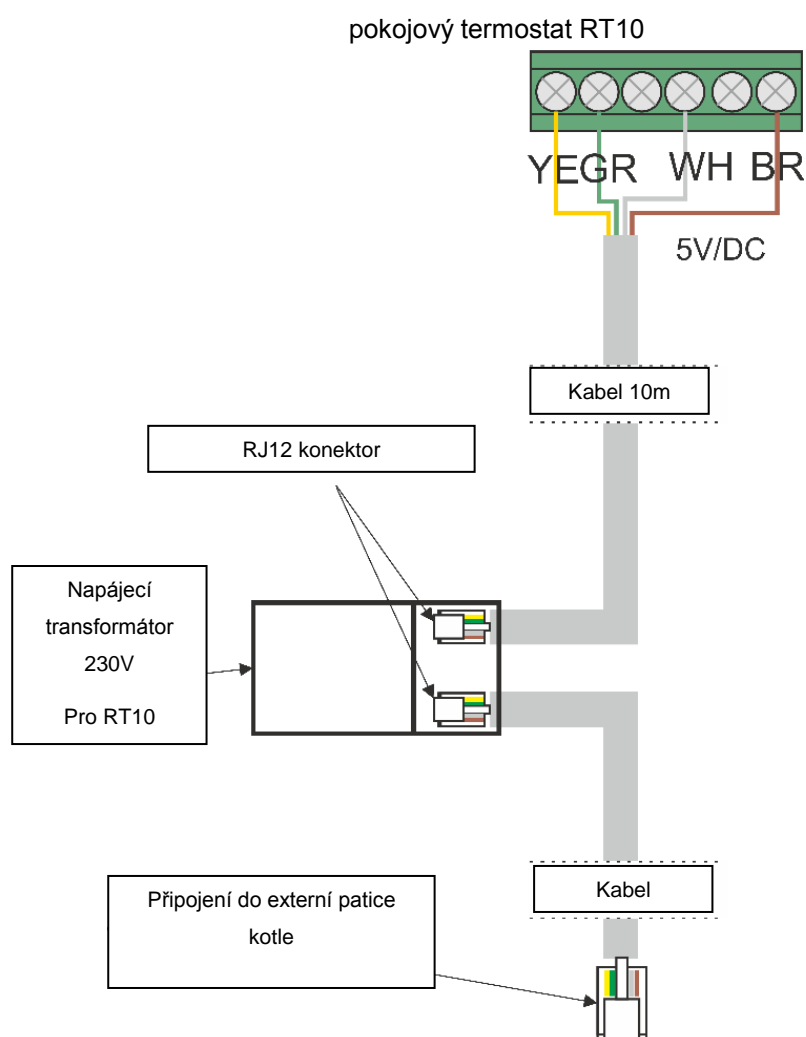 pokojový termostat RT10
YE GR WH BR
5V/DC
Kabel 10m
RJ12 konektor
Napájecí
transformátor
230V
Pro RT10
Kabel
Připojení do externí patice
kotle